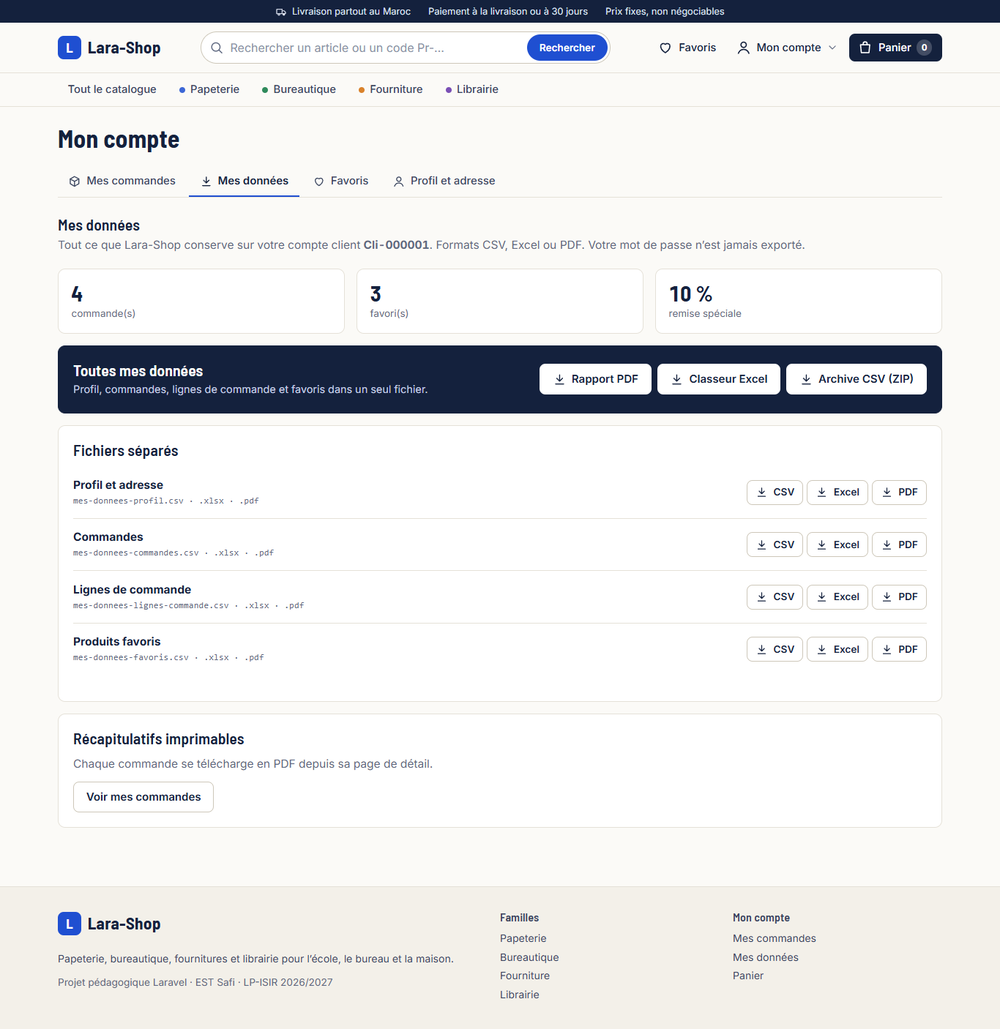 Livraison partout au Maroc Paiement à la livraison ou à 30 jours Prix fixes, non négociables
L Lara-Shop Rechercher un article ou un code Pr-... Rechercher Favoris Mon compte Panier 0
Tout le catalogue Papeterie Bureautique Fourniture Librairie
Mon compte
Mes commandes Mes données Favoris Profil et adresse
Mes données
Tout ce que Lara-Shop conserve sur votre compte client Cli-000001. Formats CSV, Excel ou PDF. Votre mot de passe n'est jamais exporté.
4 3 10 %
commande(s) favori(s) remise spéciale
Toutes mes données
Profil, commandes, lignes de commande et favoris dans un seul fichier.
Rapport PDF Classeur Excel Archive CSV (ZIP)
Fichiers séparés
Profil et adresse
mes-donnees-profil.csv · .xlsx · .pdf
CSV Excel PDF
Commandes
mes-donnees-commandes.csv · .xlsx · .pdf
CSV Excel PDF
Lignes de commande
mes-donnees-lignes-commande.csv · .xlsx · .pdf
CSV Excel PDF
Produits favoris
mes-donnees-favoris.csv · .xlsx · .pdf
CSV Excel PDF
Récapitulatifs imprimables
Chaque commande se télécharge en PDF depuis sa page de détail.
Voir mes commandes
L Lara-Shop
Papeterie, bureautique, fournitures et librairie pour l'école, le bureau et la maison.
Projet pédagogique Laravel · EST Safi · LP-ISIR 2026/2027
Familles
Papeterie
Bureautique
Fourniture
Librairie
Mon compte
Mes commandes
Mes données
Panier